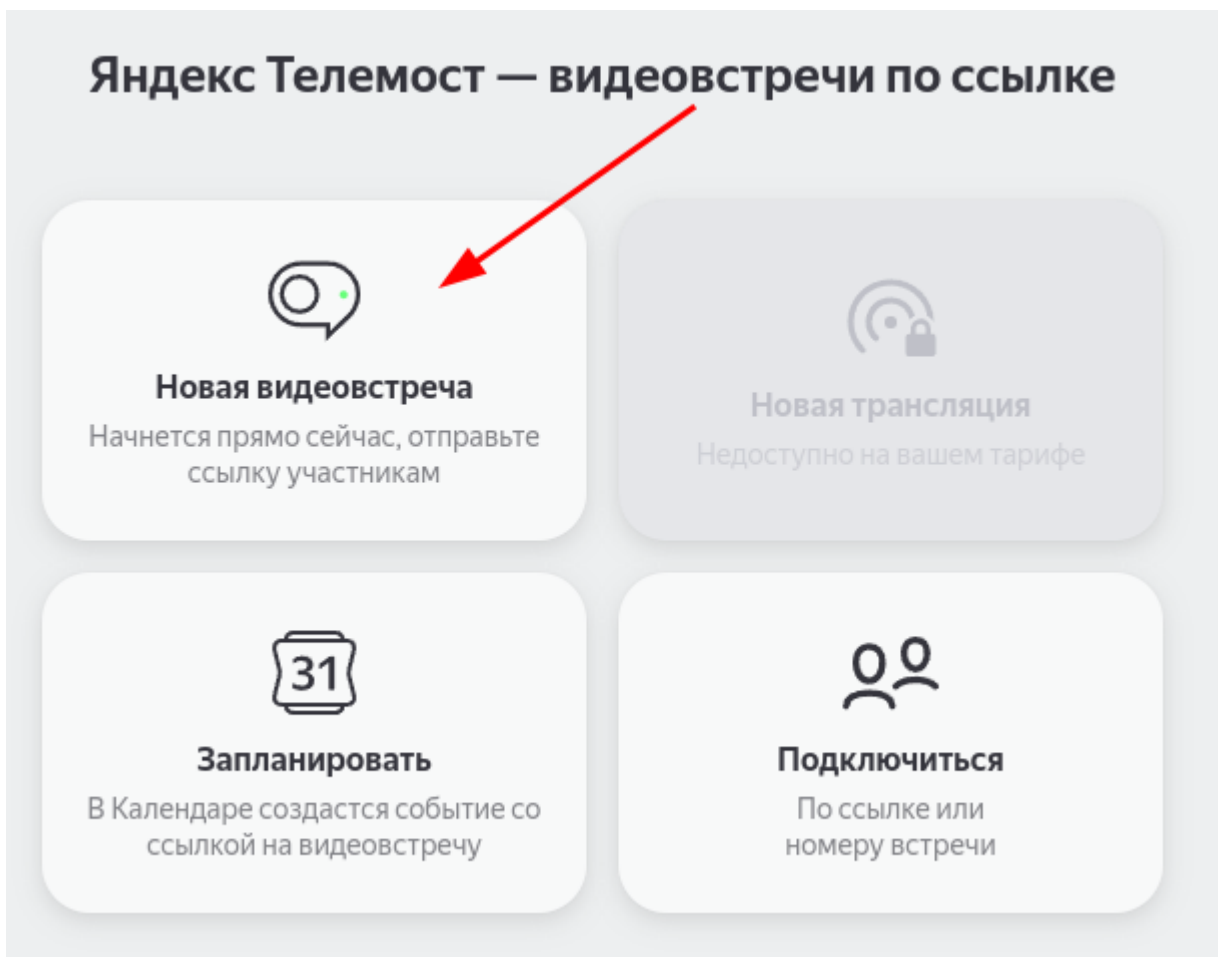 Яндекс Телемост — видеовстречи по ссылке
Новая видеовстреча
Начнется прямо сейчас, отправьте
ссылку участникам
Новая трансляция
Недоступно на вашем тарифе
31
Запланировать
В Календаре создастся событие со
ссылкой на видеовстречу
Подключиться
По ссылке или
номеру встречи